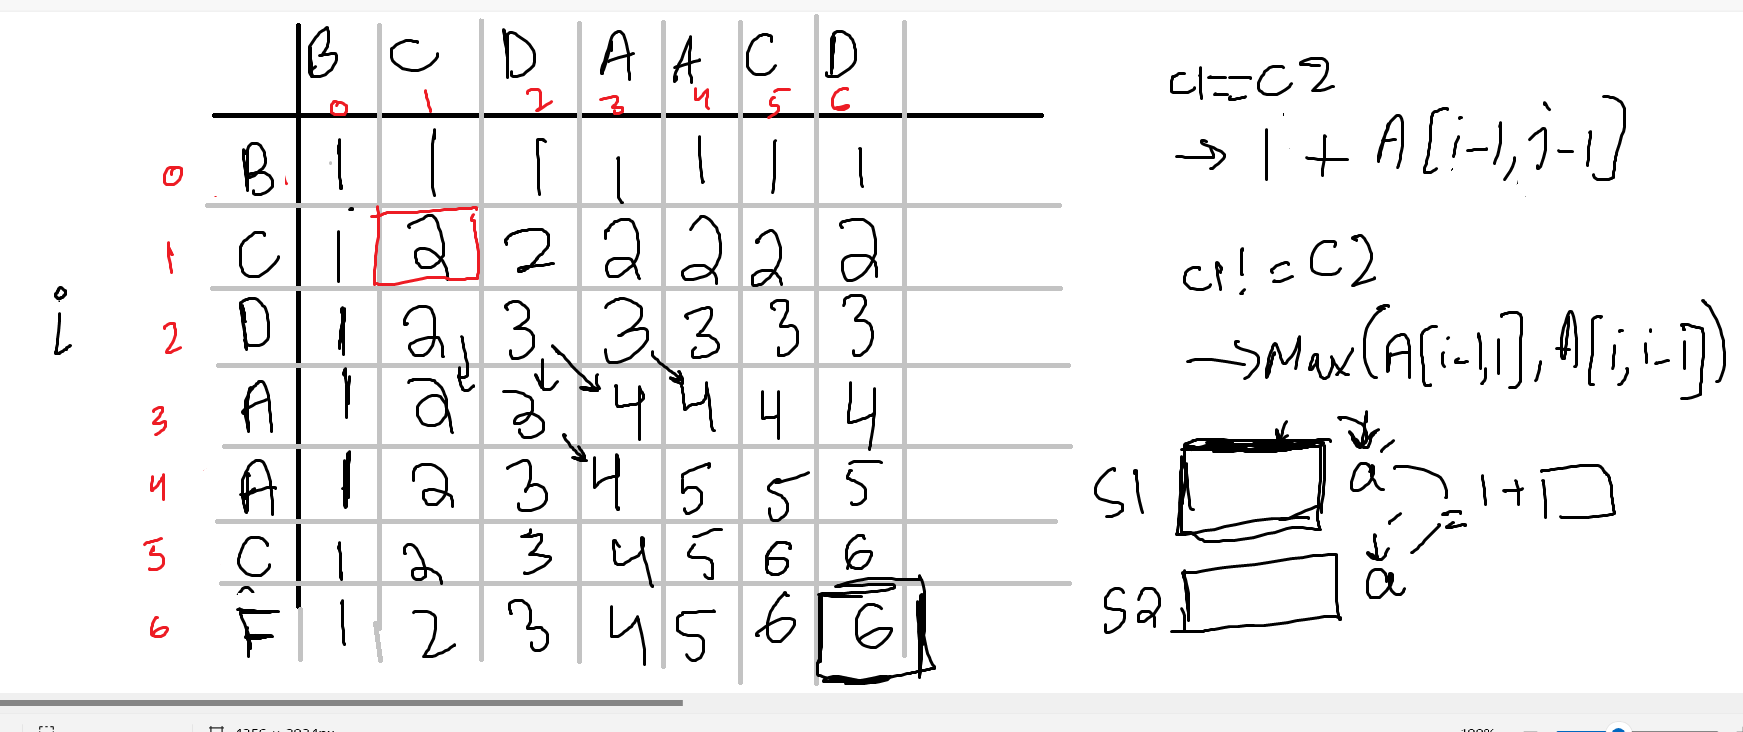 B C D A A C D
0 1 2 3 4 5 6
0 B 1 1 1 1 1 1 1
1 C 1 2 2 2 2 2 2
i
2 D 1 2 3 3 3 3 3
3 A 1 2 3 4 4 4 4
4 A 1 2 3 4 5 5 5
5 C 1 2 3 4 5 6 6
6 F 1 2 3 4 5 6 6
c1==C2
→ 1 + A[i-1, j-1]
c1!=C2
→Max(A[i-1,j], A[i, j-1])
S1 a = 1+
S2 a